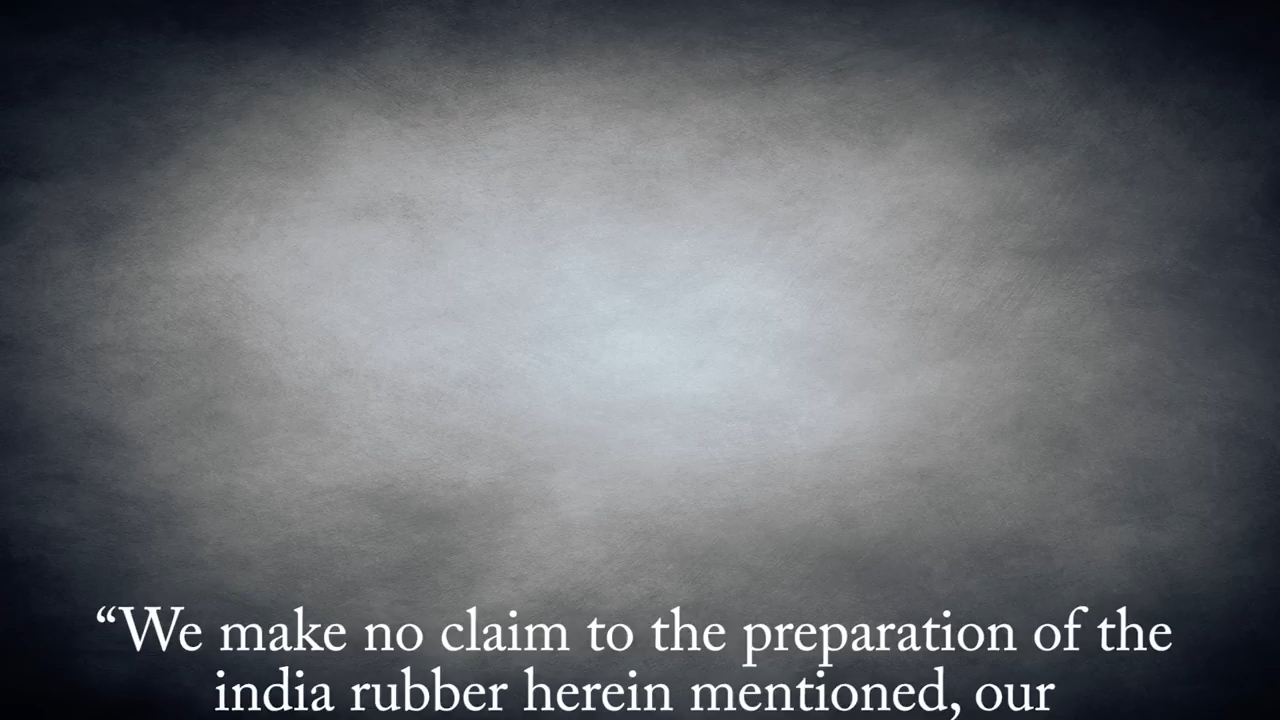 “We make no claim to the preparation of the
india rubber herein mentioned, our